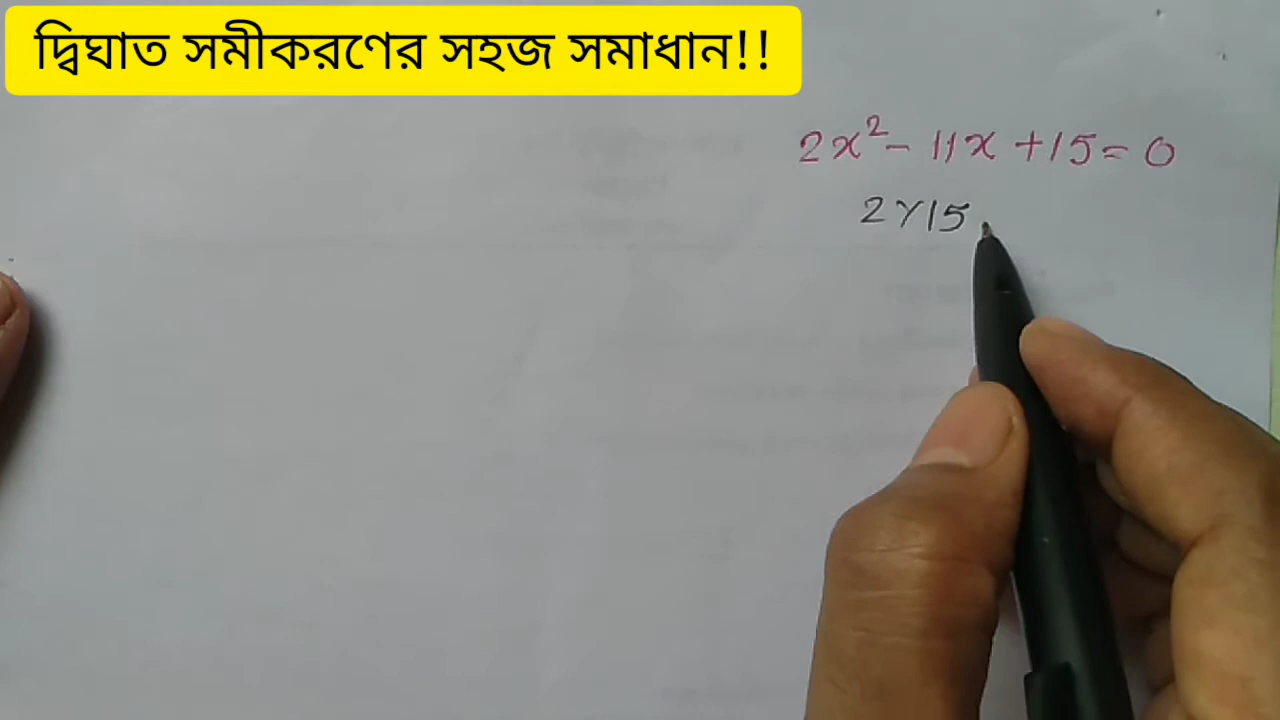 দ্বিঘাত সমীকরণের সহজ সমাধান!!
2x² - 11x + 15 = 0
2×15